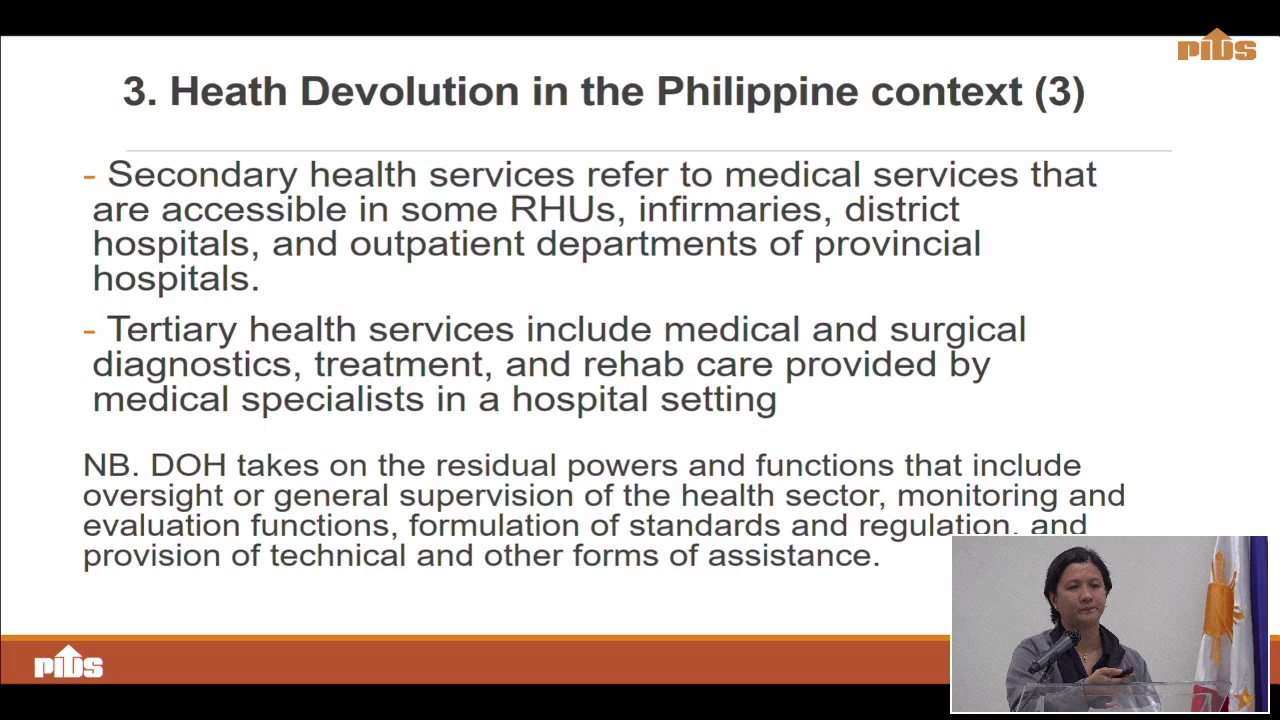 PIDS
3. Heath Devolution in the Philippine context (3)
- Secondary health services refer to medical services that
are accessible in some RHUs, infirmaries, district
hospitals, and outpatient departments of provincial
hospitals.
- Tertiary health services include medical and surgical
diagnostics, treatment, and rehab care provided by
medical specialists in a hospital setting
NB. DOH takes on the residual powers and functions that include
oversight or general supervision of the health sector, monitoring and
evaluation functions, formulation of standards and regulation, and
provision of technical and other forms of assistance.
PIDS